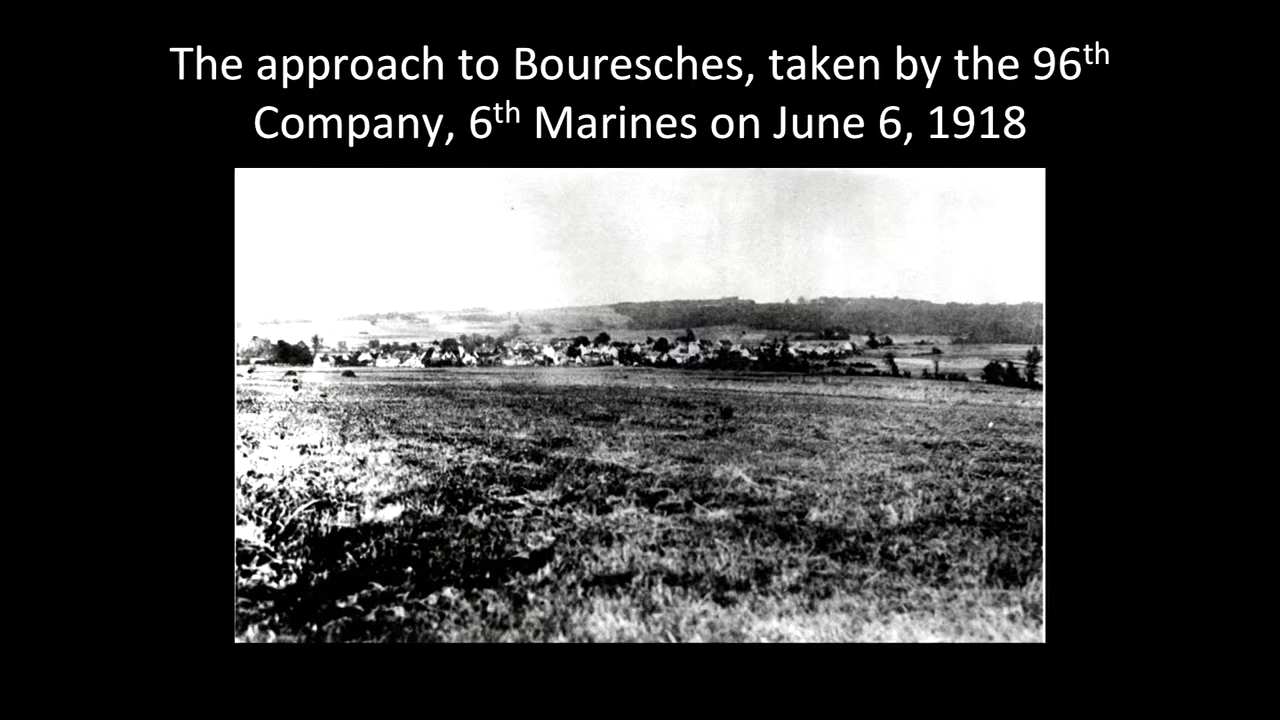 The approach to Bouresches, taken by the 96th
Company, 6th Marines on June 6, 1918